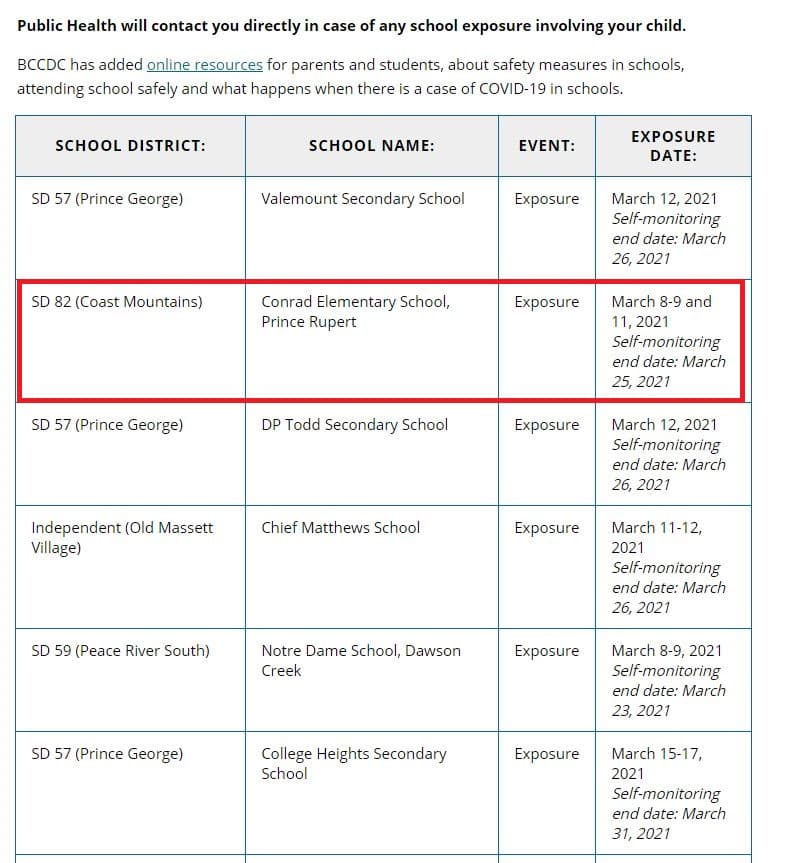 Public Health will contact you directly in case of any school exposure involving your child.
BCCDC has added online resources for parents and students, about safety measures in schools,
attending school safely and what happens when there is a case of COVID-19 in schools.
SCHOOL DISTRICT: SCHOOL NAME: EVENT: EXPOSURE
DATE:
SD 57 (Prince George) Valemount Secondary School Exposure March 12, 2021
Self-monitoring
end date: March
26, 2021
SD 82 (Coast Mountains) Conrad Elementary School, Exposure March 8-9 and
Prince Rupert 11, 2021
Self-monitoring
end date: March
25, 2021
SD 57 (Prince George) DP Todd Secondary School Exposure March 12, 2021
Self-monitoring
end date: March
26, 2021
Independent (Old Massett Chief Matthews School Exposure March 11-12,
Village) 2021
Self-monitoring
end date: March
26, 2021
SD 59 (Peace River South) Notre Dame School, Dawson Exposure March 8-9, 2021
Creek Self-monitoring
end date: March
23, 2021
SD 57 (Prince George) College Heights Secondary Exposure March 15-17,
School 2021
Self-monitoring
end date: March
31, 2021